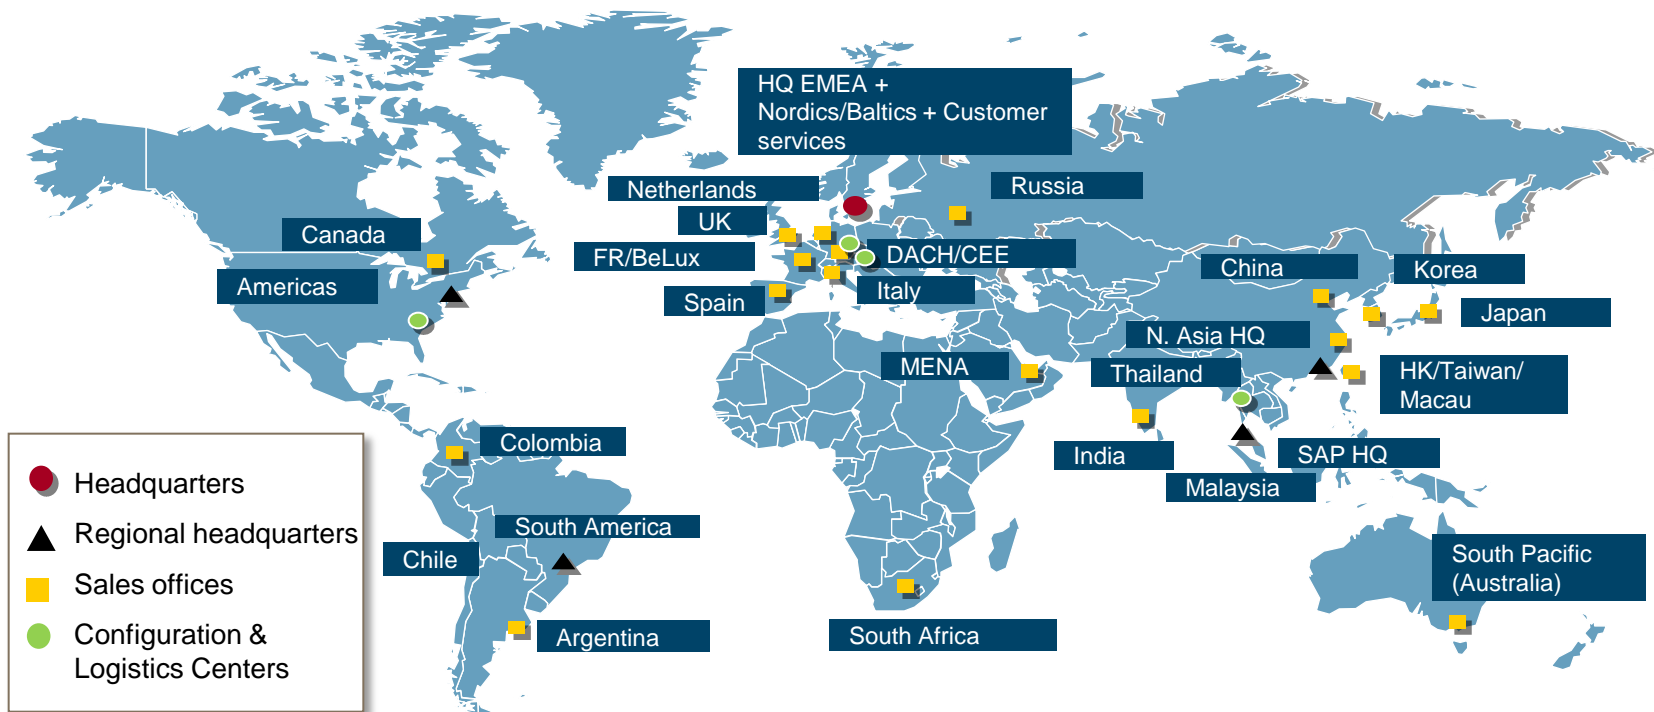 HQ EMEA +
Nordics/Baltics + Customer
services
Netherlands
Russia
UK
Canada
FR/BeLux
DACH/CEE
China
Korea
Americas
Spain
Italy
Japan
N. Asia HQ
MENA
Thailand
HK/Taiwan/
Macau
Colombia
India
SAP HQ
Malaysia
South America
Chile
South Pacific
(Australia)
Argentina
South Africa
Headquarters
Regional headquarters
Sales offices
Configuration &
Logistics Centers